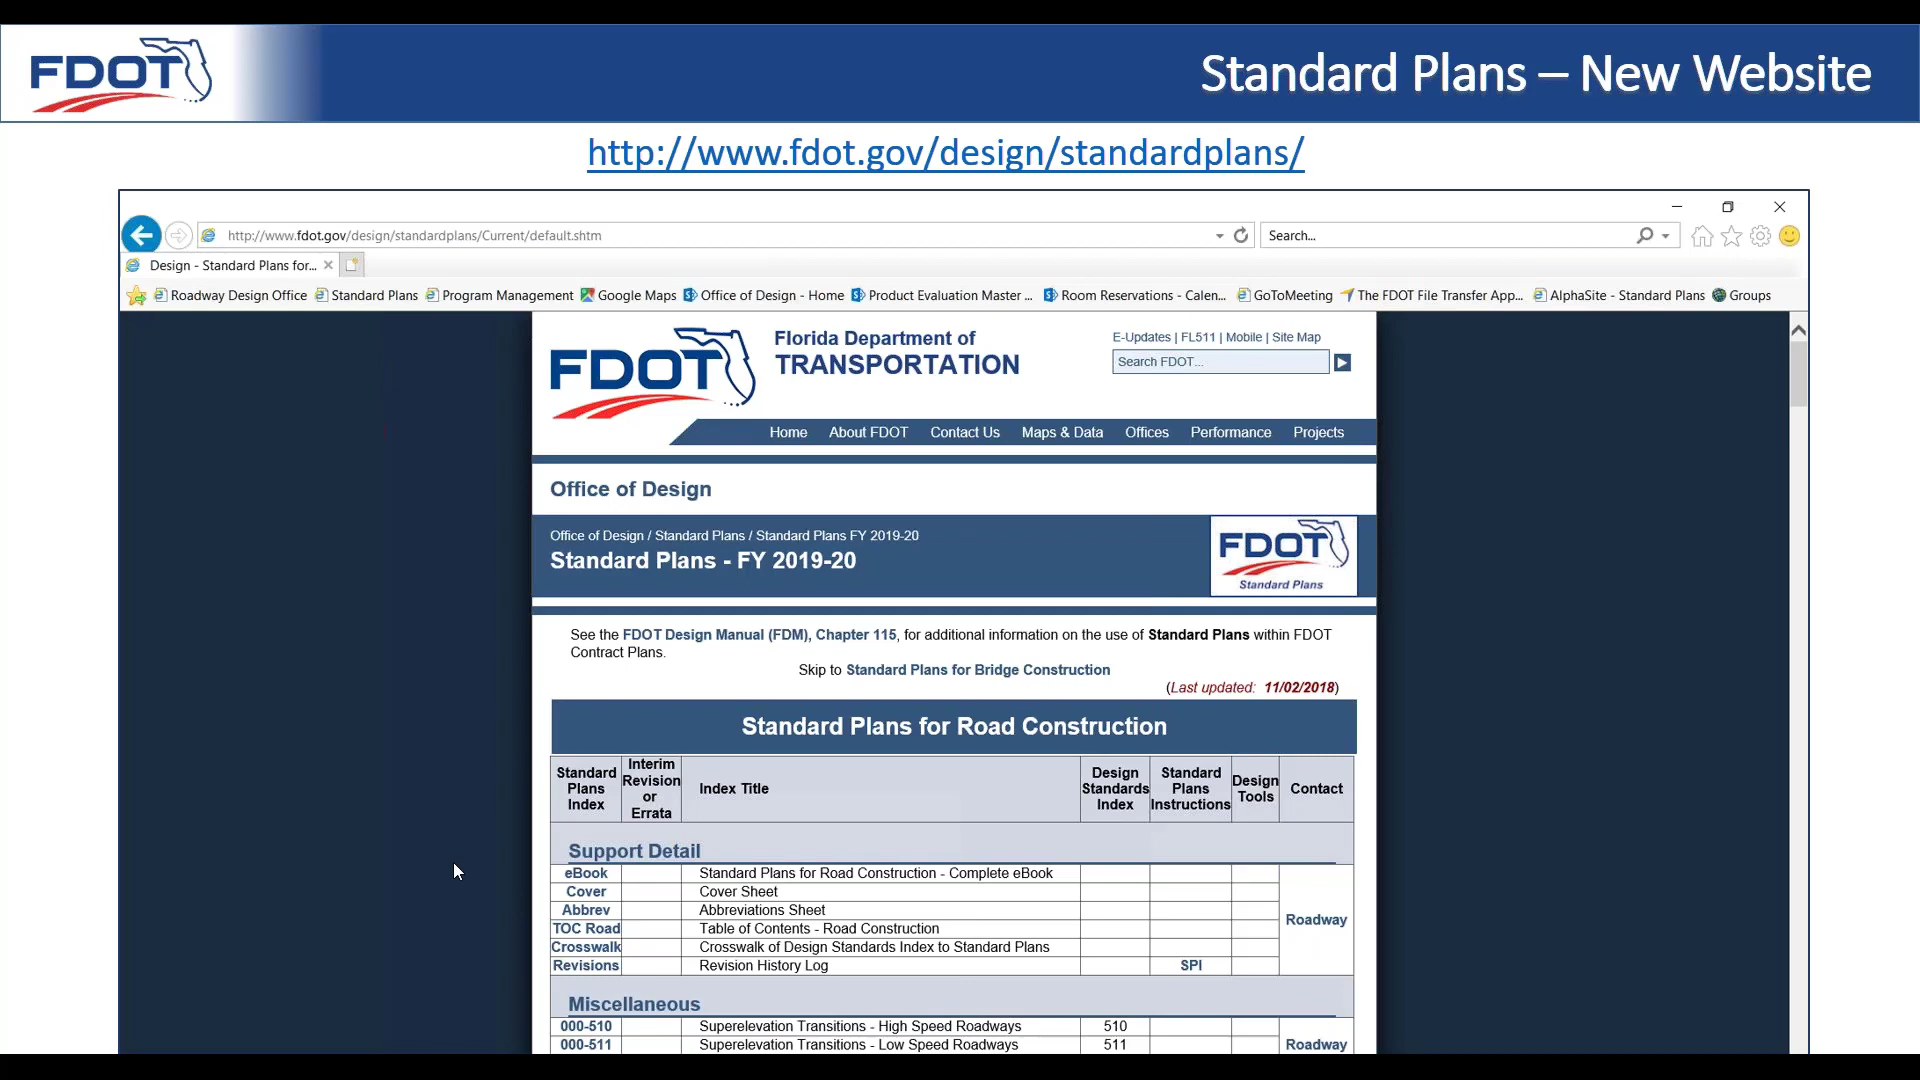 FDOT
Standard Plans – New Website
http://www.fdot.gov/design/standardplans/
http://www.fdot.gov/design/standardplans/Current/default.shtm
Search...
Design - Standard Plans for...
Roadway Design Office Standard Plans Program Management Google Maps Office of Design - Home Product Evaluation Master ... Room Reservations - Calen... GoToMeeting The FDOT File Transfer App... AlphaSite - Standard Plans Groups
FDOT
Florida Department of
TRANSPORTATION
E-Updates | FL511 | Mobile | Site Map
Search FDOT...
Home About FDOT Contact Us Maps & Data Offices Performance Projects
Office of Design
Office of Design / Standard Plans / Standard Plans FY 2019-20
Standard Plans - FY 2019-20
FDOT
Standard Plans
See the FDOT Design Manual (FDM), Chapter 115, for additional information on the use of Standard Plans within FDOT
Contract Plans.
Skip to Standard Plans for Bridge Construction
(Last updated: 11/02/2018)
Standard Plans for Road Construction
Standard Plans Index
Interim Revision or Errata
Index Title
Design Standards Index
Standard Plans Instructions
Design Tools
Contact
Support Detail
eBook Standard Plans for Road Construction - Complete eBook
Cover Cover Sheet
Abbrev Abbreviations Sheet
Roadway
TOC Road Table of Contents - Road Construction
Crosswalk Crosswalk of Design Standards Index to Standard Plans
Revisions Revision History Log SPI
Miscellaneous
000-510 Superelevation Transitions - High Speed Roadways 510
000-511 Superelevation Transitions - Low Speed Roadways 511 Roadway